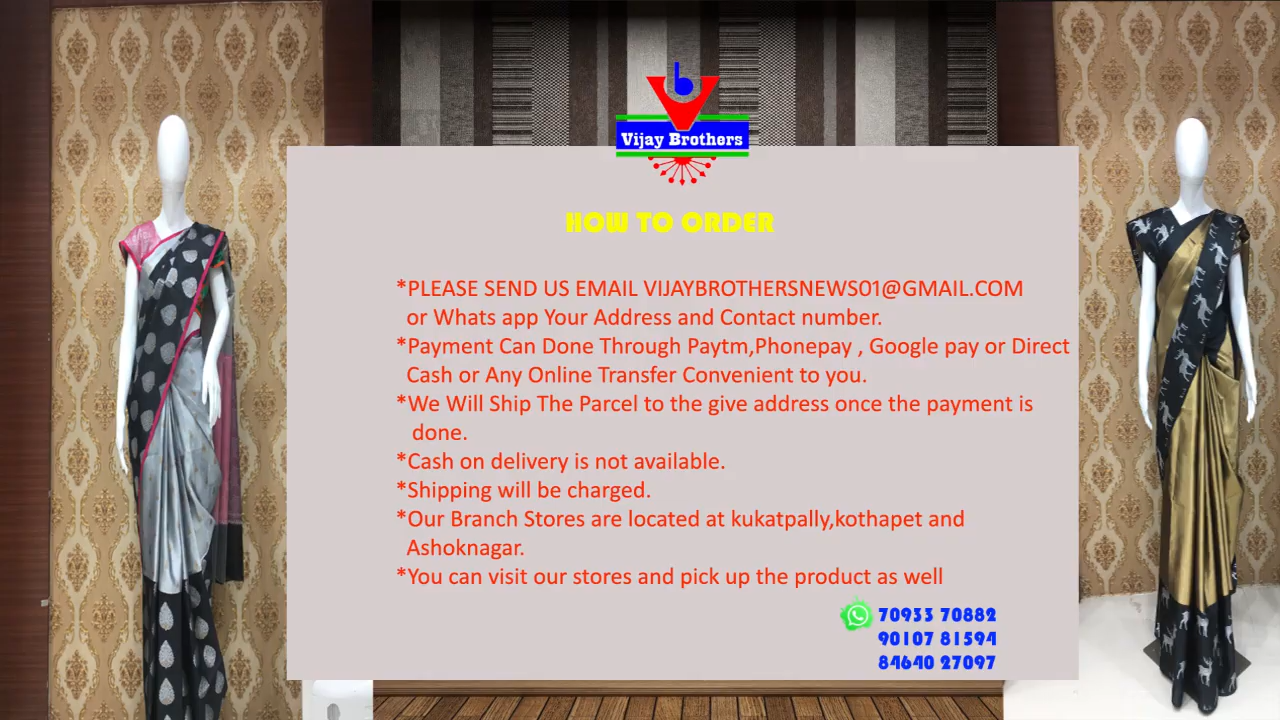 b
Vijay Brothers
HOW TO ORDER
*PLEASE SEND US EMAIL VIJAYBROTHERSNEWS01@GMAIL.COM
or Whats app Your Address and Contact number.
*Payment Can Done Through Paytm,Phonepay , Google pay or Direct
Cash or Any Online Transfer Convenient to you.
*We Will Ship The Parcel to the give address once the payment is
done.
*Cash on delivery is not available.
*Shipping will be charged.
*Our Branch Stores are located at kukatpally,kothapet and
Ashoknagar.
*You can visit our stores and pick up the product as well
70933 70882
90107 81594
84640 27097